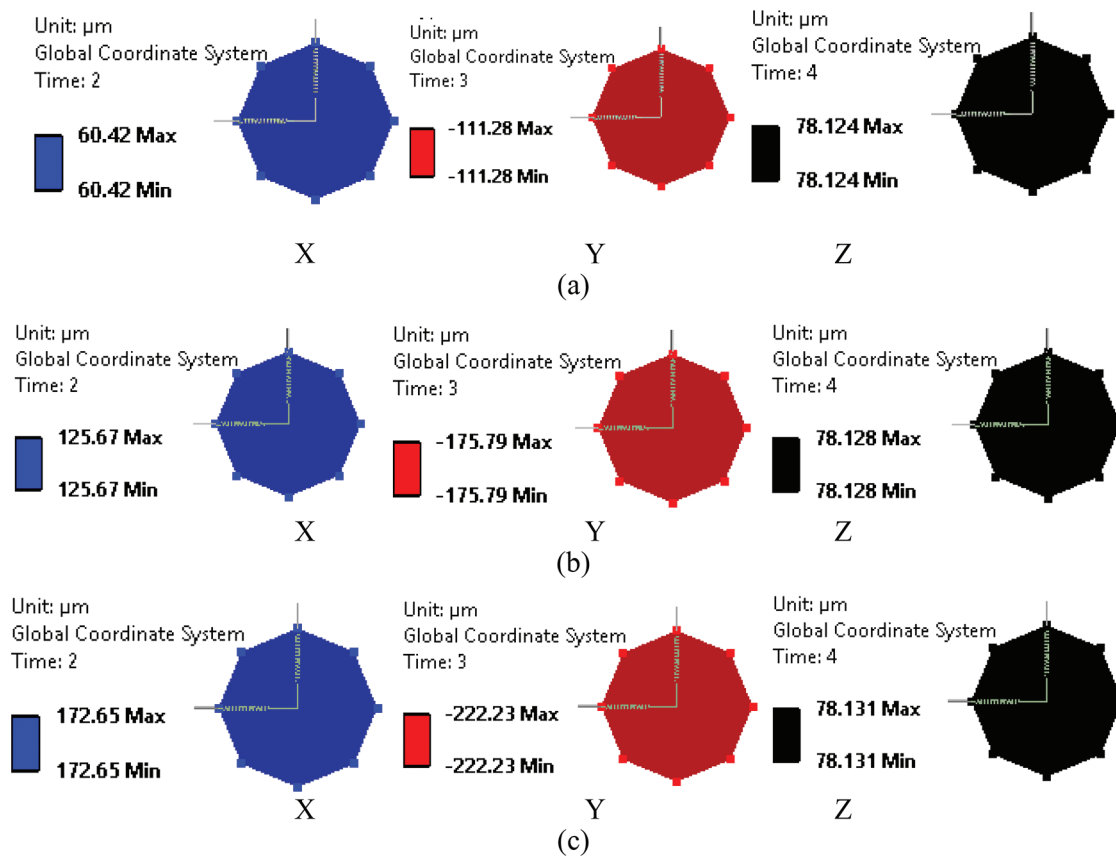 Unit: µm
Global Coordinate System
Time: 2
60.42 Max
60.42 Min
X
Unit: µm
Global Coordinate System
Time: 3
-111.28 Max
-111.28 Min
Y
Unit: µm
Global Coordinate System
Time: 4
78.124 Max
78.124 Min
Z
(a)
Unit: µm
Global Coordinate System
Time: 2
125.67 Max
125.67 Min
X
Unit: µm
Global Coordinate System
Time: 3
-175.79 Max
-175.79 Min
Y
Unit: µm
Global Coordinate System
Time: 4
78.128 Max
78.128 Min
Z
(b)
Unit: µm
Global Coordinate System
Time: 2
172.65 Max
172.65 Min
X
Unit: µm
Global Coordinate System
Time: 3
-222.23 Max
-222.23 Min
Y
Unit: µm
Global Coordinate System
Time: 4
78.131 Max
78.131 Min
Z
(c)